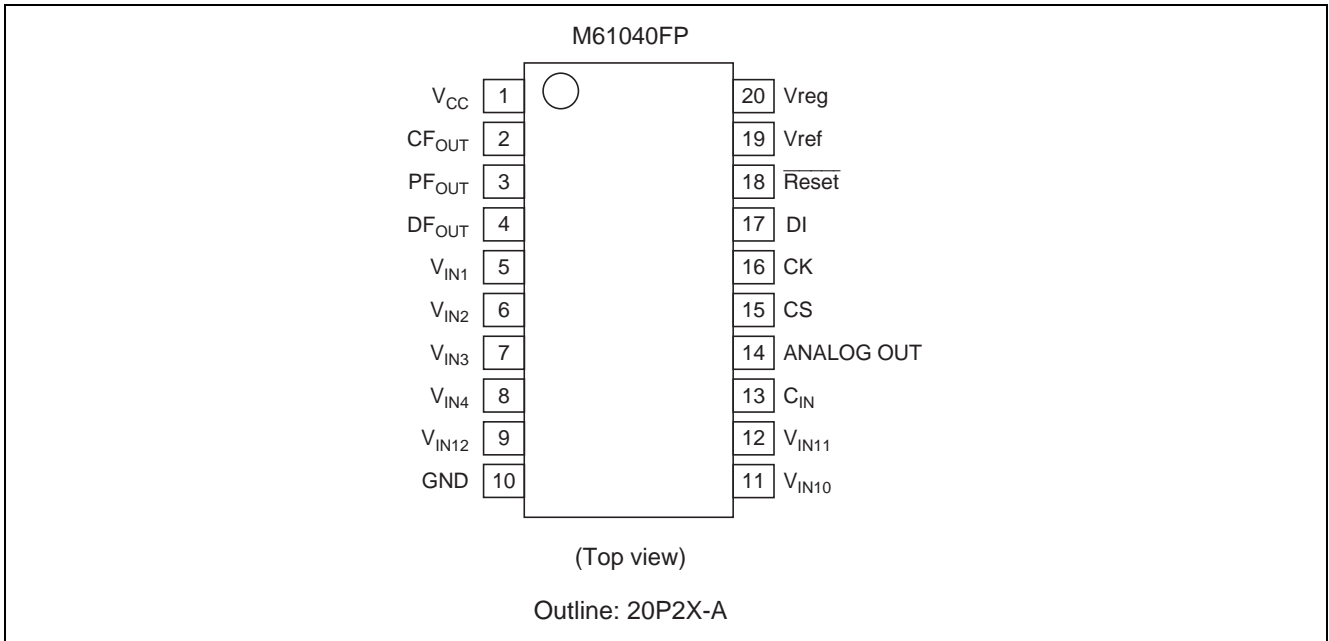 M61040FP
VCC 1 20 Vreg
CFOUT 2 19 Vref
PFOUT 3 18 Reset
DFOUT 4 17 DI
VIN1 5 16 CK
VIN2 6 15 CS
VIN3 7 14 ANALOG OUT
VIN4 8 13 CIN
VIN12 9 12 VIN11
GND 10 11 VIN10
(Top view)
Outline: 20P2X-A